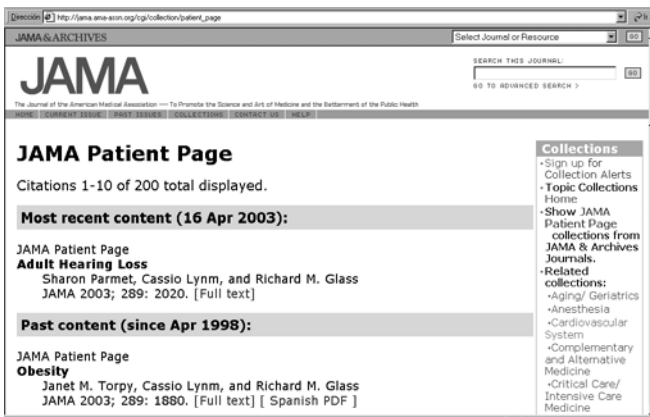 Dirección http://jama.ama-assn.org/cgi/collection/patient_page
JAMA & ARCHIVES
Select Journal or Resource GO
JAMA
SEARCH THIS JOURNAL:
GO
GO TO ADVANCED SEARCH >
The Journal of the American Medical Association — To Promote the Science and Art of Medicine and the Betterment of the Public Health
HOME CURRENT ISSUE PAST ISSUES COLLECTIONS CONTACT US HELP
JAMA Patient Page
Citations 1-10 of 200 total displayed.
Most recent content (16 Apr 2003):
JAMA Patient Page
Adult Hearing Loss
Sharon Parmet, Cassio Lynm, and Richard M. Glass
JAMA 2003; 289: 2020. [Full text]
Past content (since Apr 1998):
JAMA Patient Page
Obesity
Janet M. Torpy, Cassio Lynm, and Richard M. Glass
JAMA 2003; 289: 1880. [Full text] [ Spanish PDF ]
Collections
•Sign up for
Collection Alerts
•Topic Collections
Home
•Show JAMA
Patient Page
collections from
JAMA & Archives
Journals.
•Related
collections:
•Aging/ Geriatrics
•Anesthesia
•Cardiovascular
System
•Complementary
and Alternative
Medicine
•Critical Care/
Intensive Care
Medicine